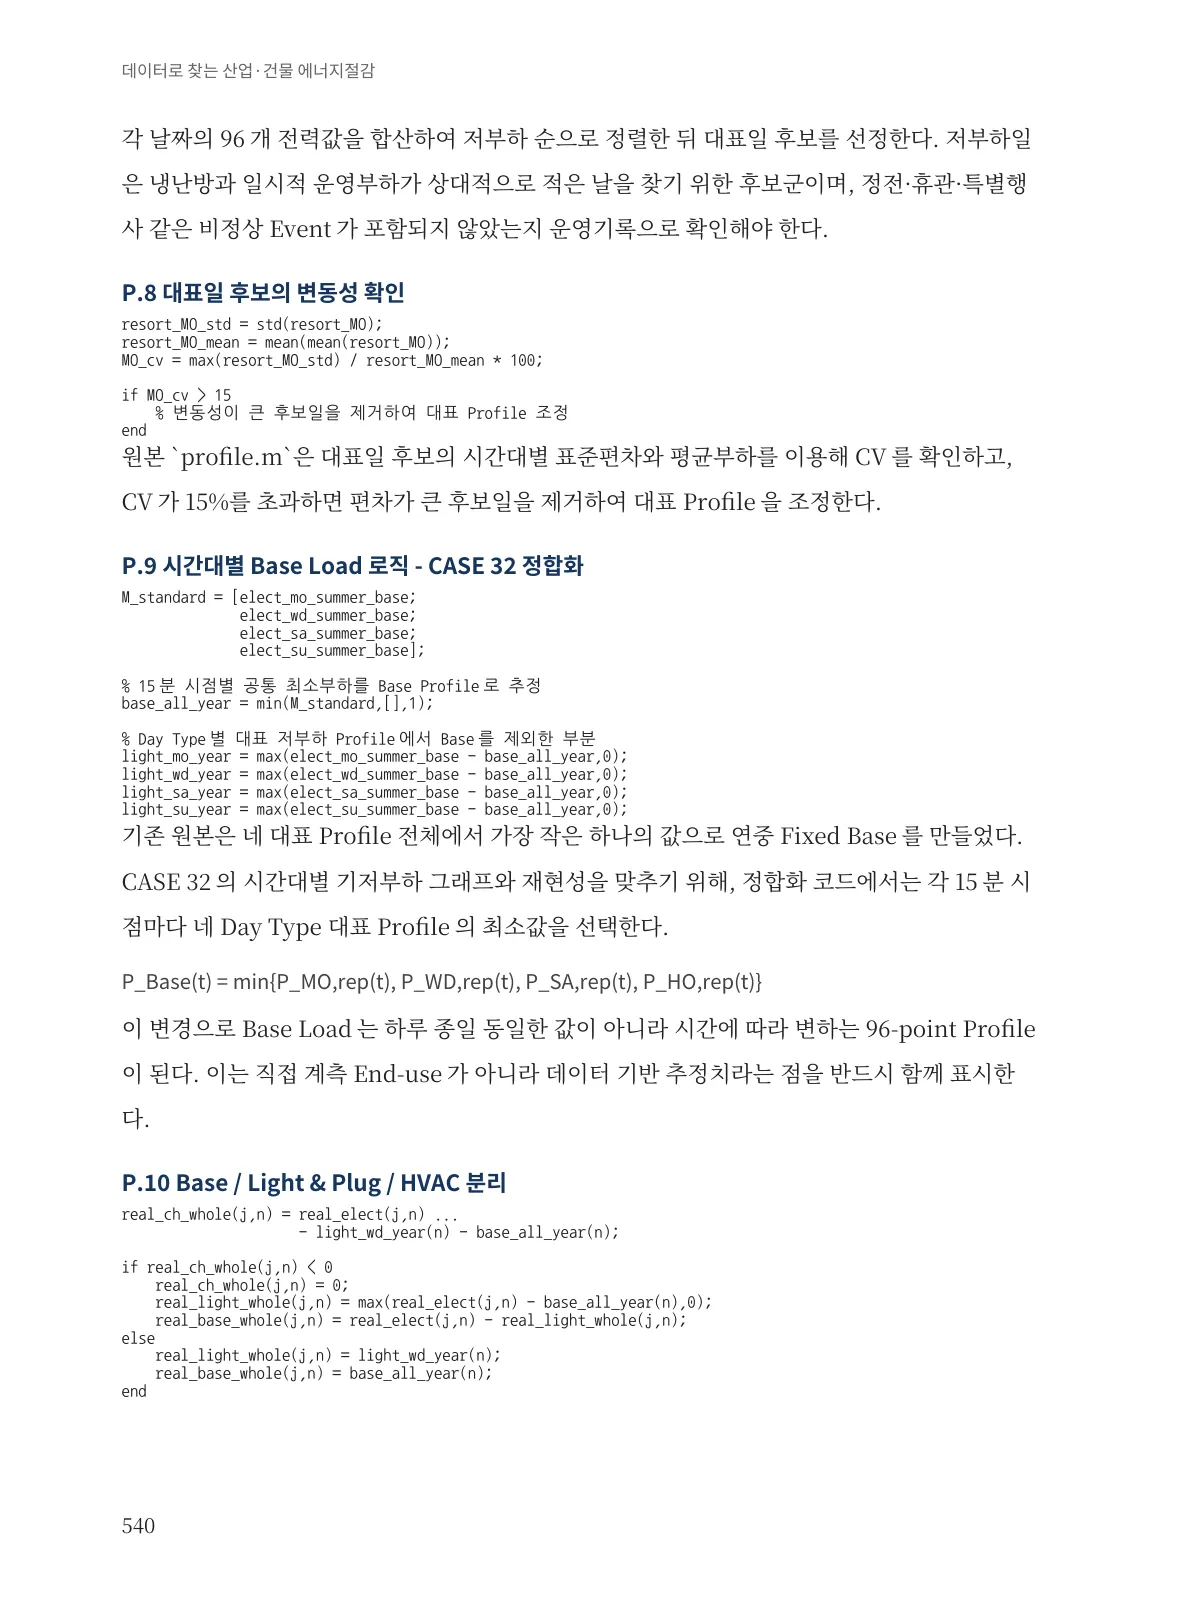 데이터로 찾는 산업·건물 에너지절감
각 날짜의 96 개 전력값을 합산하여 저부하 순으로 정렬한 뒤 대표일 후보를 선정한다. 저부하일
은 냉난방과 일시적 운영부하가 상대적으로 적은 날을 찾기 위한 후보군이며, 정전·휴관·특별행
사 같은 비정상 Event 가 포함되지 않았는지 운영기록으로 확인해야 한다.
P.8 대표일 후보의 변동성 확인
resort_MO_std = std(resort_MO);
resort_MO_mean = mean(mean(resort_MO));
MO_cv = max(resort_MO_std) / resort_MO_mean * 100;
if MO_cv > 15
    % 변동성이 큰 후보일을 제거하여 대표 Profile 조정
end
원본 `profile.m`은 대표일 후보의 시간대별 표준편차와 평균부하를 이용해 CV 를 확인하고,
CV 가 15%를 초과하면 편차가 큰 후보일을 제거하여 대표 Profile 을 조정한다.
P.9 시간대별 Base Load 로직 - CASE 32 정합화
M_standard = [elect_mo_summer_base;
              elect_wd_summer_base;
              elect_sa_summer_base;
              elect_su_summer_base];
% 15 분 시점별 공통 최소부하를 Base Profile 로 추정
base_all_year = min(M_standard,[],1);
% Day Type 별 대표 저부하 Profile 에서 Base 를 제외한 부분
light_mo_year = max(elect_mo_summer_base - base_all_year,0);
light_wd_year = max(elect_wd_summer_base - base_all_year,0);
light_sa_year = max(elect_sa_summer_base - base_all_year,0);
light_su_year = max(elect_su_summer_base - base_all_year,0);
기존 원본은 네 대표 Profile 전체에서 가장 작은 하나의 값으로 연중 Fixed Base 를 만들었다.
CASE 32 의 시간대별 기저부하 그래프와 재현성을 맞추기 위해, 정합화 코드에서는 각 15 분 시
점마다 네 Day Type 대표 Profile 의 최소값을 선택한다.
P_Base(t) = min{P_MO,rep(t), P_WD,rep(t), P_SA,rep(t), P_HO,rep(t)}
이 변경으로 Base Load 는 하루 종일 동일한 값이 아니라 시간에 따라 변하는 96-point Profile
이 된다. 이는 직접 계측 End-use 가 아니라 데이터 기반 추정치라는 점을 반드시 함께 표시한
다.
P.10 Base / Light & Plug / HVAC 분리
real_ch_whole(j,n) = real_elect(j,n) ...
                     - light_wd_year(n) - base_all_year(n);
if real_ch_whole(j,n) < 0
    real_ch_whole(j,n) = 0;
    real_light_whole(j,n) = max(real_elect(j,n) - base_all_year(n),0);
    real_base_whole(j,n) = real_elect(j,n) - real_light_whole(j,n);
else
    real_light_whole(j,n) = light_wd_year(n);
    real_base_whole(j,n) = base_all_year(n);
end
540